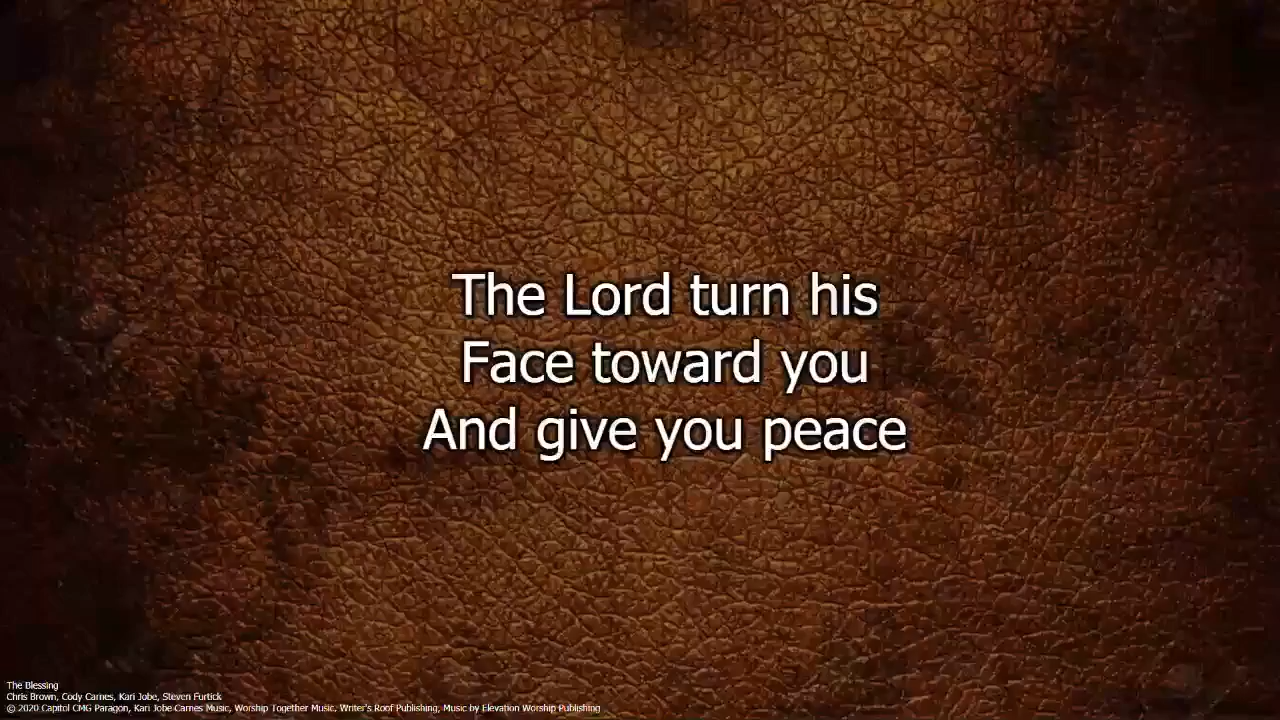 The Lord turn his
Face toward you
And give you peace
The Blessing
Chris Brown, Cody Carnes, Kari Jobe, Steven Furtick
© 2020 Capitol CMG Paragon, Kari Jobe Carnes Music, Worship Together Music, Writer's Roof Publishing, Music by Elevation Worship Publishing